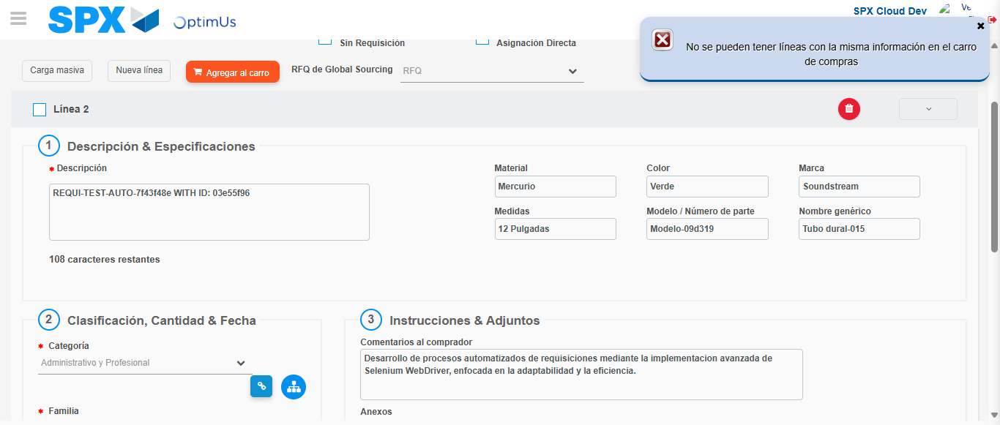 SPX
OptimUs
SPX Cloud Dev
No se pueden tener líneas con la misma información en el carro
de compras
Sin Requisición
Asignación Directa
Carga masiva
Nueva línea
Agregar al carro
RFQ de Global Sourcing
RFQ
Línea 2
1 Descripción & Especificaciones
* Descripción
REQUI-TEST-AUTO-7f43f48e WITH ID: 03e55f96
108 caracteres restantes
Material
Color
Marca
Mercurio
Verde
Soundstream
Medidas
Modelo / Número de parte
Nombre genérico
12 Pulgadas
Modelo-09d319
Tubo dural-015
2 Clasificación, Cantidad & Fecha
* Categoría
Administrativo y Profesional
* Familia
3 Instrucciones & Adjuntos
Comentarios al comprador
Desarrollo de procesos automatizados de requisiciones mediante la implementacion avanzada de
Selenium WebDriver, enfocada en la adaptabilidad y la eficiencia.
Anexos